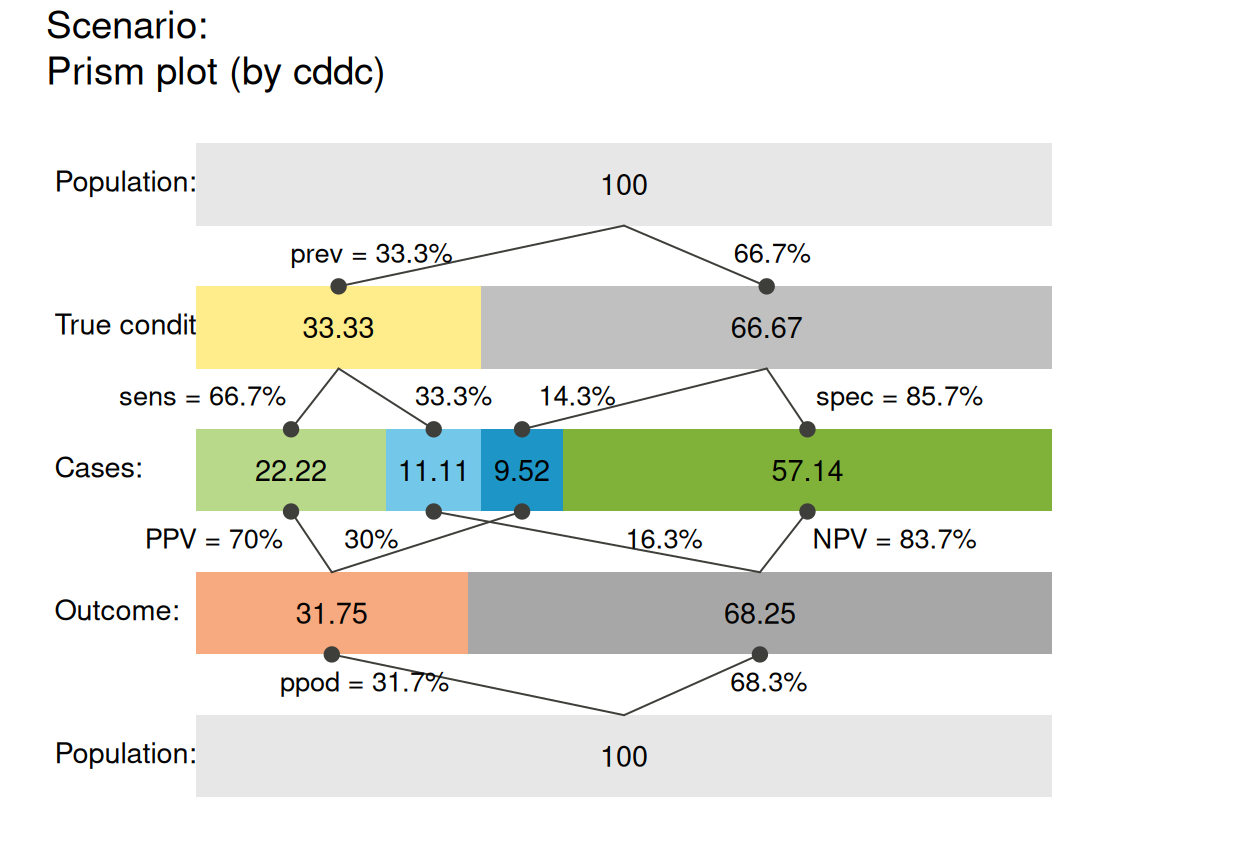 Scenario:
Prism plot (by cddc)
Population:
100
prev = 33.3%
66.7%
True condit
33.33
66.67
sens = 66.7%
33.3%
14.3%
spec = 85.7%
Cases:
22.22
11.11
9.52
57.14
PPV = 70%
30%
16.3%
NPV = 83.7%
Outcome:
31.75
68.25
ppod = 31.7%
68.3%
Population:
100